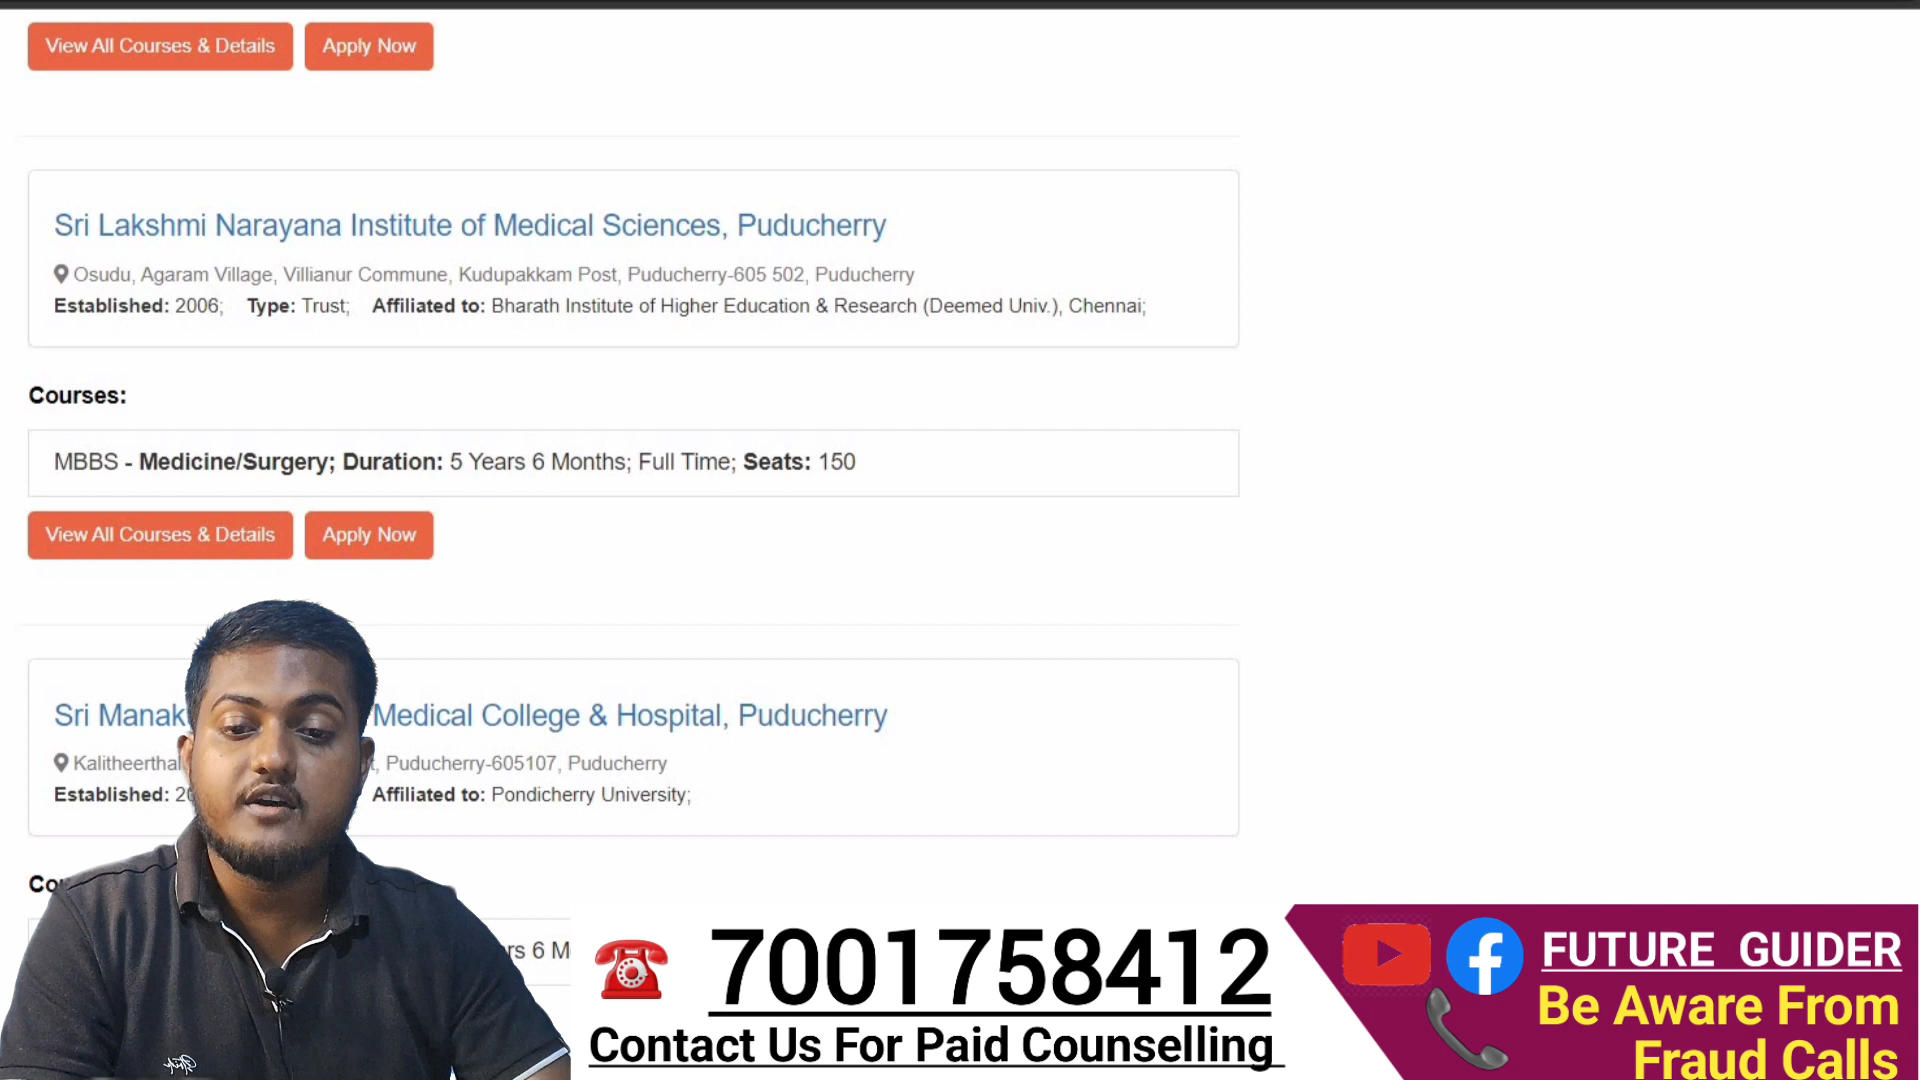 View All Courses & Details Apply Now
Sri Lakshmi Narayana Institute of Medical Sciences, Puducherry
Osudu, Agaram Village, Villianur Commune, Kudupakkam Post, Puducherry-605 502, Puducherry
Established: 2006; Type: Trust; Affiliated to: Bharath Institute of Higher Education & Research (Deemed Univ.), Chennai;
Courses:
MBBS - Medicine/Surgery; Duration: 5 Years 6 Months; Full Time; Seats: 150
View All Courses & Details Apply Now
Sri Medical College & Hospital, Puducherry
Puducherry-605107, Puducherry
Established: Affiliated to: Pondicherry University;
6
7001758412
Contact Us For Paid Counselling
FUTURE GUIDER
Be Aware From
Fraud Calls